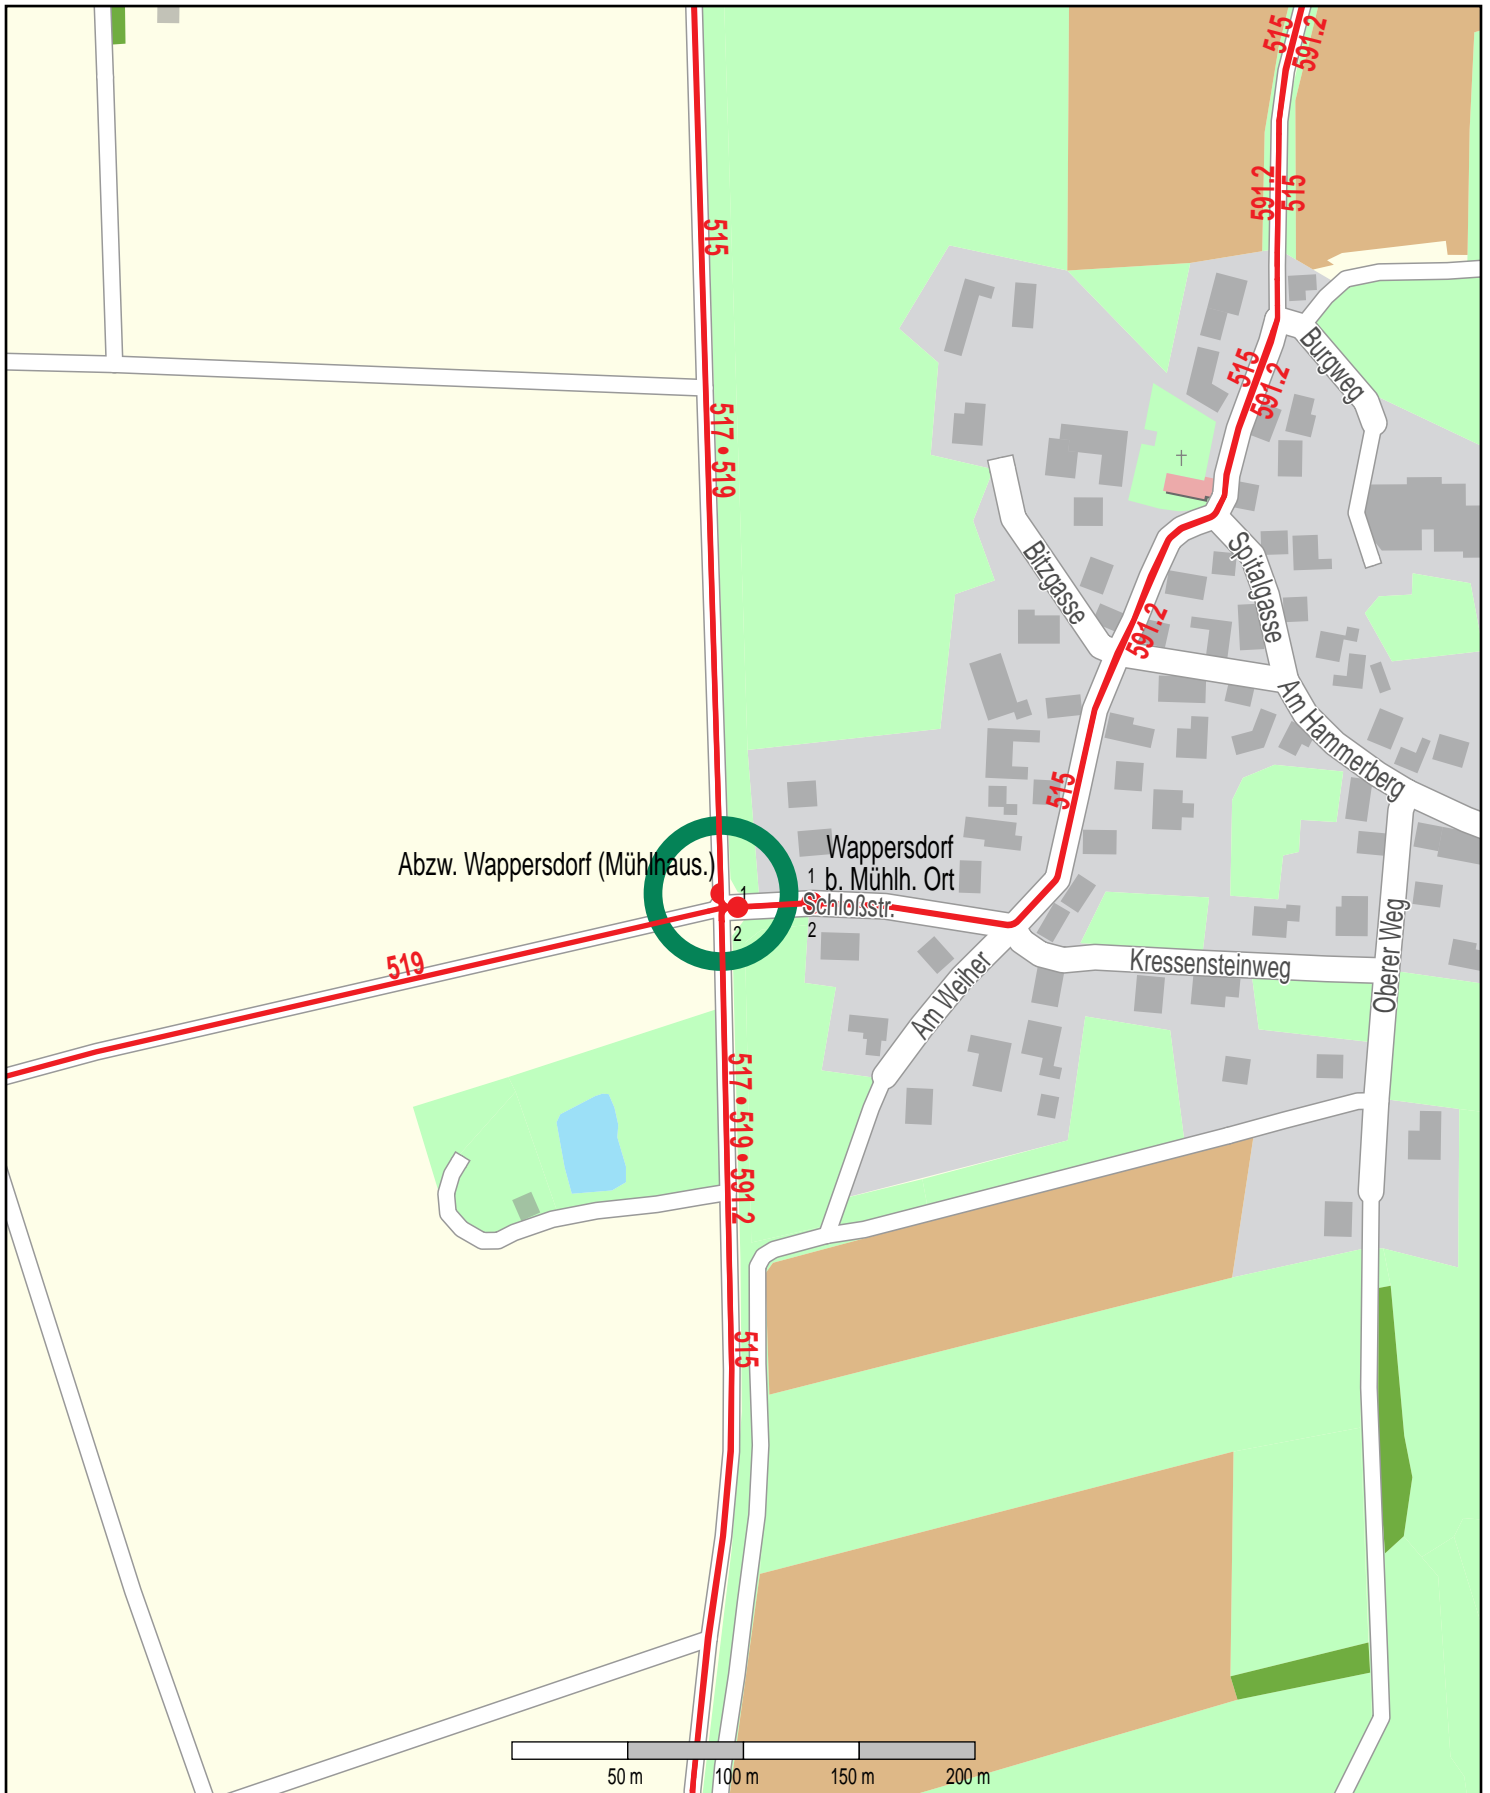 515
591.2
591.2
515
515
Burgweg
515
591.2
517 • 519
Spitalgasse
Bitzgasse
591.2
Am Hammerberg
515
Abzw. Wappersdorf (Mühlhaus.)
1
2
Wappersdorf
1 b. Mühlh. Ort
Schloßstr.
2
519
Am Weiher
Kressensteinweg
Oberer Weg
517 • 519 • 591.2
515
50 m 100 m 150 m 200 m